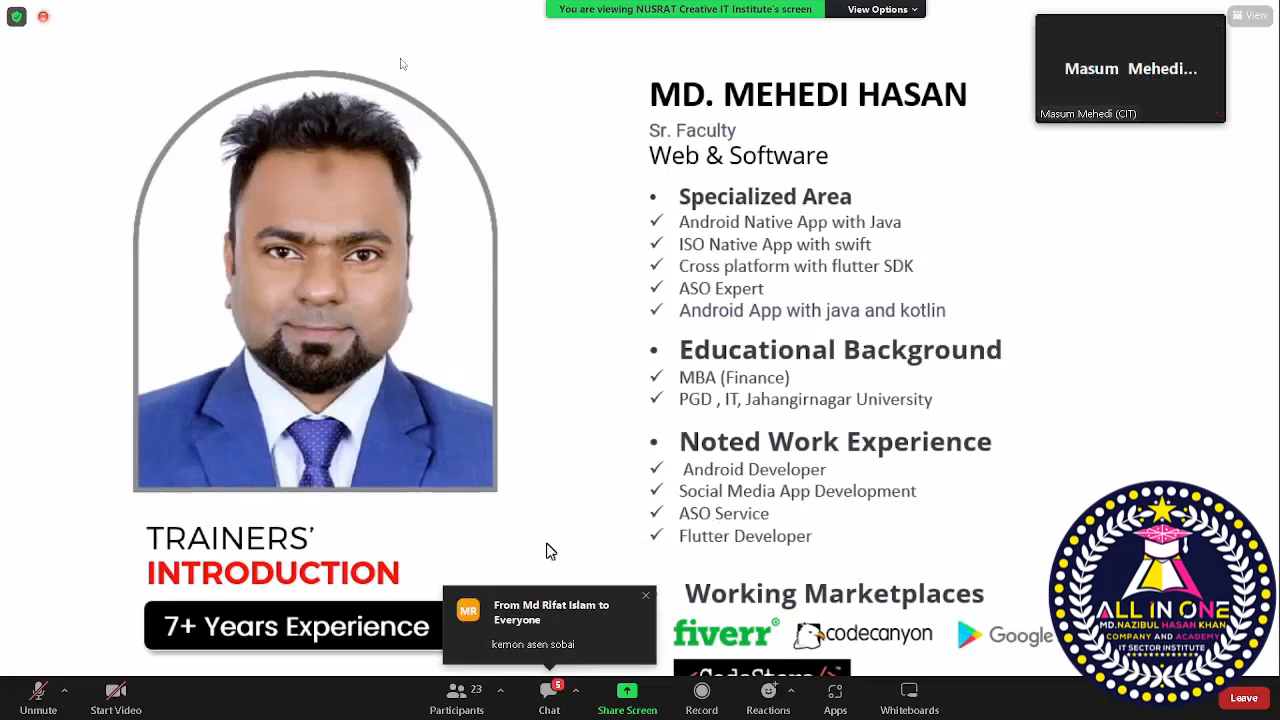 You are viewing NUSRAT Creative IT Institute's screen
View Options
View
Masum Mehedi...
Masum Mehedi (CIT)
MD. MEHEDI HASAN
Sr. Faculty
Web & Software
• Specialized Area
✓ Android Native App with Java
✓ ISO Native App with swift
✓ Cross platform with flutter SDK
✓ ASO Expert
✓ Android App with java and kotlin
• Educational Background
✓ MBA (Finance)
✓ PGD , IT, Jahangirnagar University
• Noted Work Experience
✓ Android Developer
✓ Social Media App Development
✓ ASO Service
✓ Flutter Developer
Working Marketplaces
fiverr®
codecanyon
Google
TRAINERS'
INTRODUCTION
7+ Years Experience
MR
From Md Rifat Islam to
Everyone
kemon asen sobai
ALL IN ONE
MD.NAZIBUL HASAN KHAN
COMPANY AND ACADEMY
IT SECTOR INSTITUTE
Unmute
Start Video
23
Participants
5
Chat
Share Screen
Record
Reactions
Apps
Whiteboards
Leave